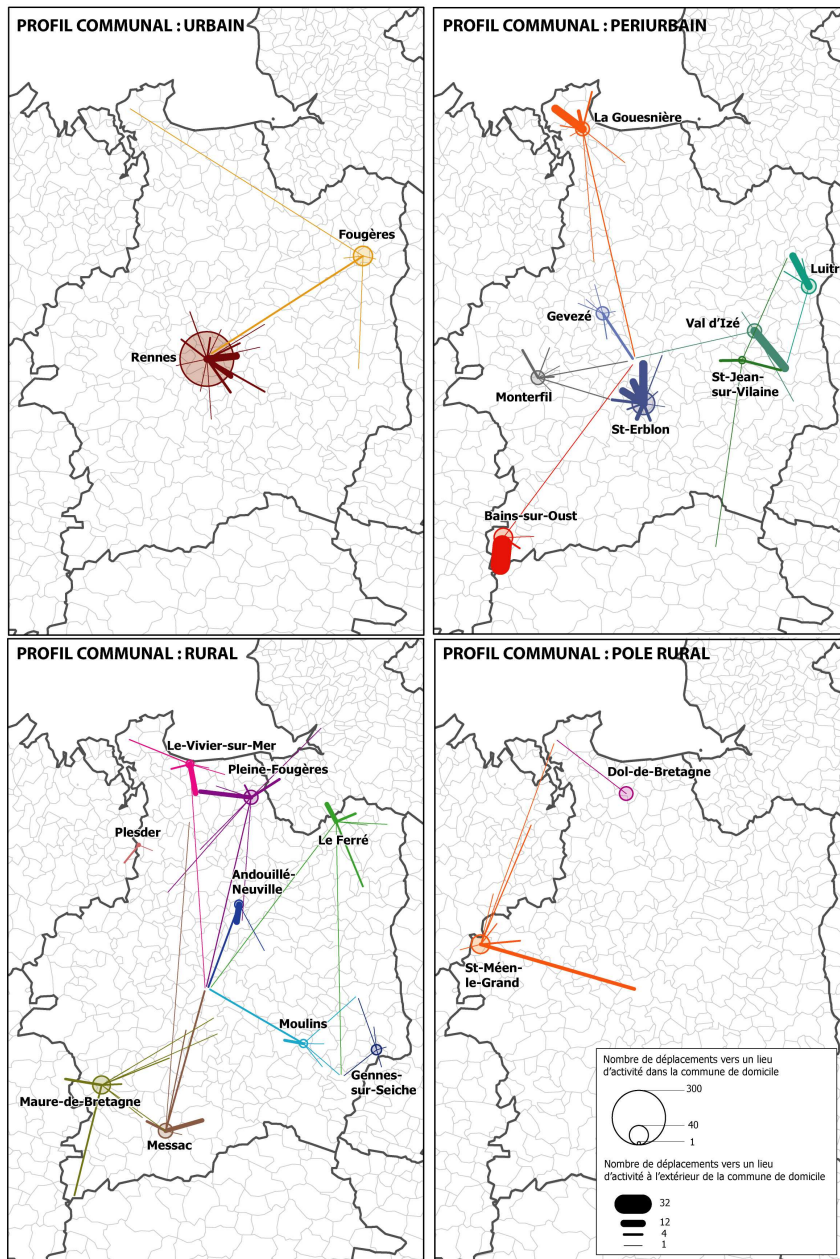 PROFIL COMMUNAL : URBAIN
Fougères
Rennes
PROFIL COMMUNAL : PERIURBAIN
La Gouesnière
Luitr
Gevezé
Val d'Izé
St-Jean-
sur-Vilaine
Monterfil
St-Erblon
Bains-sur-Oust
PROFIL COMMUNAL : RURAL
Le-Vivier-sur-Mer
Pleine-Fougères
Plesder
Le Ferré
Andouillé-
Neuville
Moulins
Gennes-
sur-Seiche
Maure-de-Bretagne
Messac
PROFIL COMMUNAL : POLE RURAL
Dol-de-Bretagne
St-Méen-
le-Grand
Nombre de déplacements vers un lieu
d'activité dans la commune de domicile
300
40
1
Nombre de déplacements vers un lieu
d'activité à l'extérieur de la commune de domicile
32
12
4
1